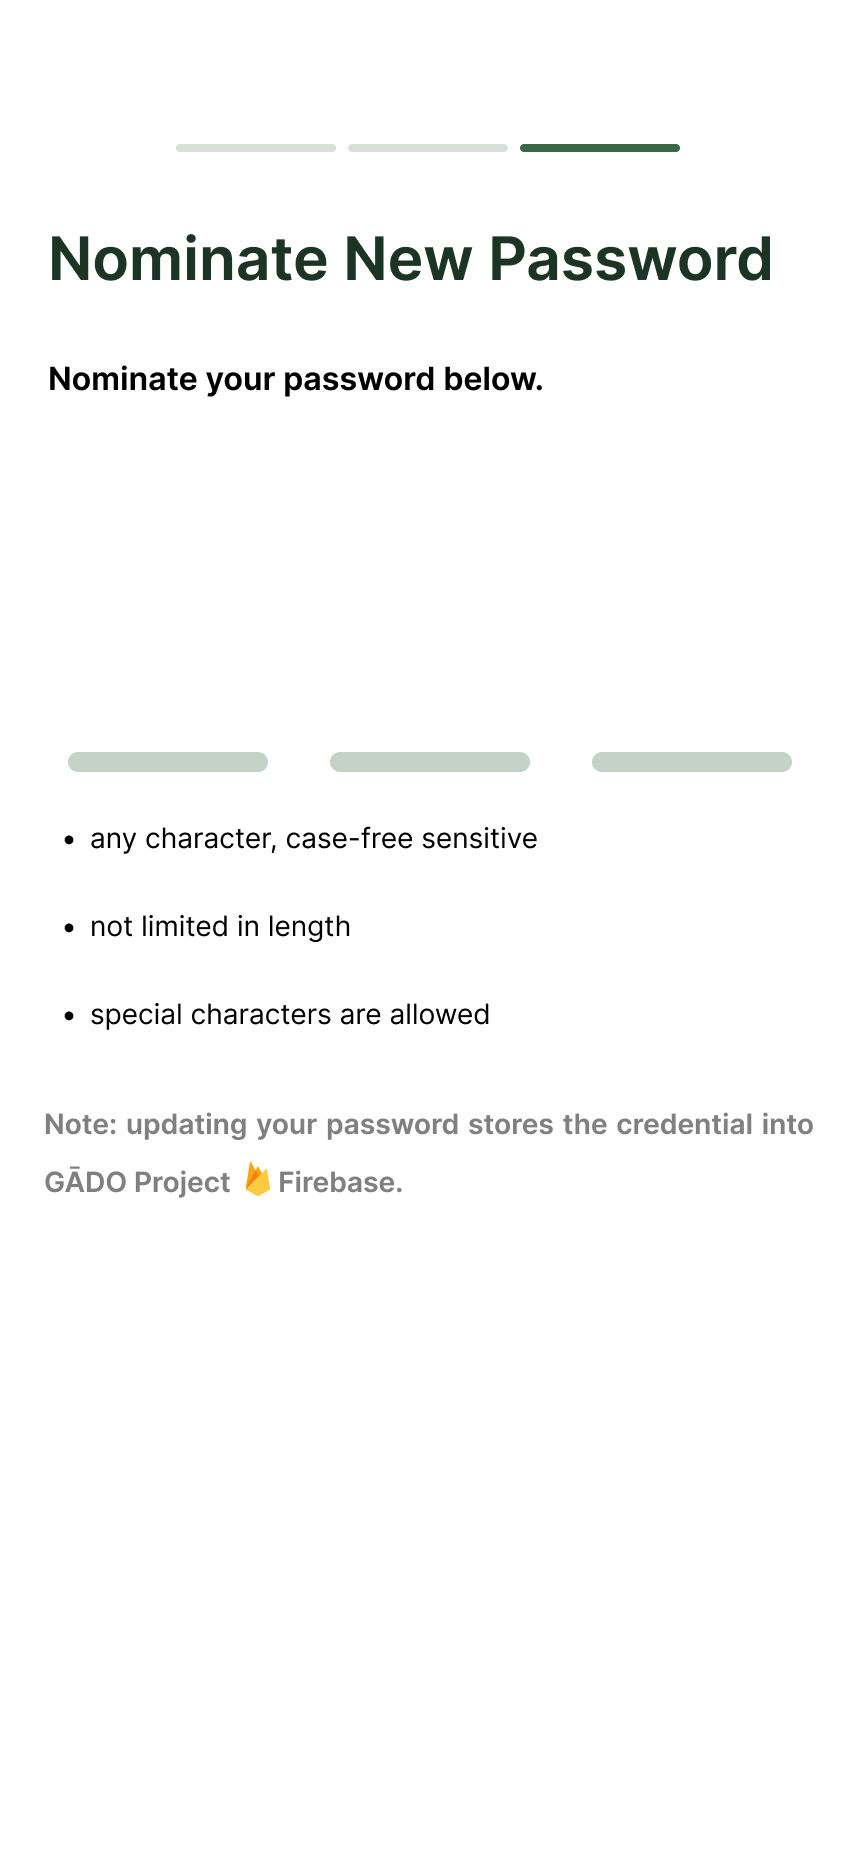 Nominate New Password
Nominate your password below.
• any character, case-free sensitive
• not limited in length
• special characters are allowed
Note: updating your password stores the credential into
GĀDO Project Firebase.